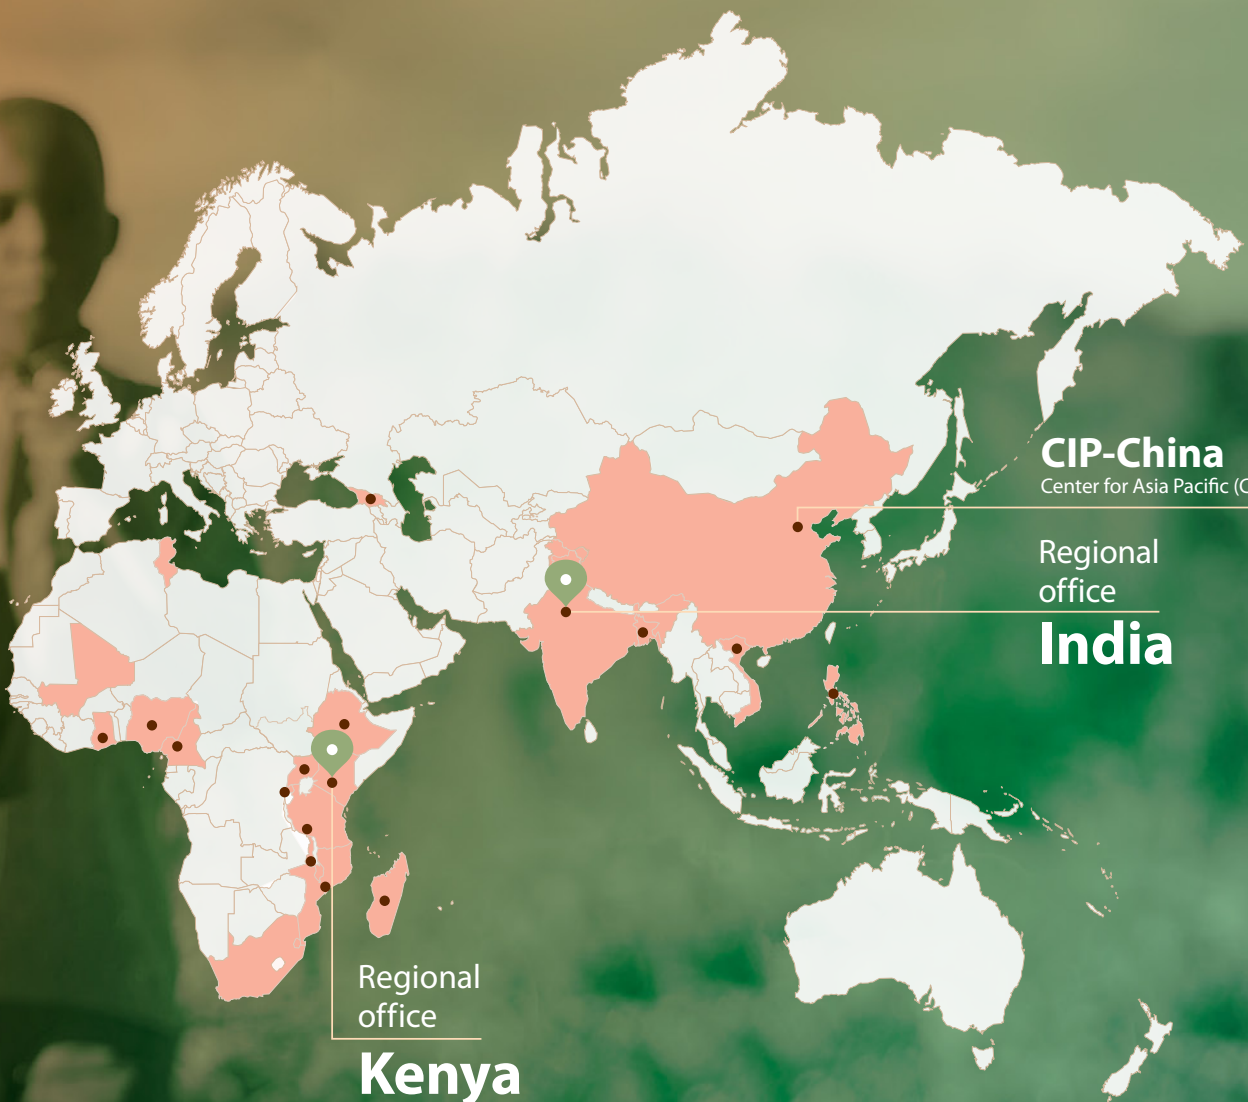 CIP-China
Center for Asia Pacific (C
Regional
office
India
Regional
office
Kenya